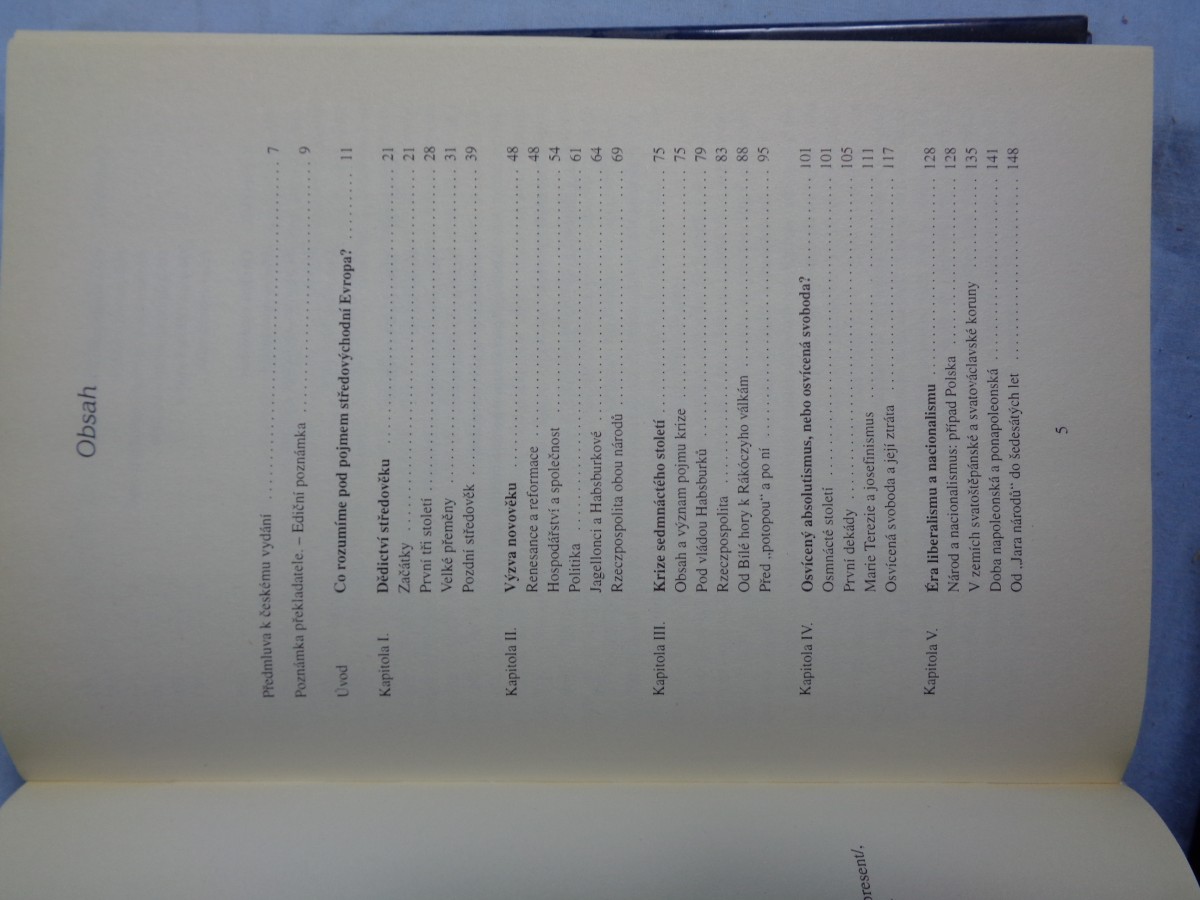 Obsah
Předmluva k českému vydání ........ 7
Poznámka překladatele. – Ediční poznámka ........ 9
Úvod Co rozumíme pod pojmem středovýchodní Evropa? ........ 11
Kapitola I. Dědictví středověku ........ 21
Začátky ........ 21
První tři století ........ 28
Velké přeměny ........ 31
Pozdní středověk ........ 39
Kapitola II. Výzva novověku ........ 48
Renesance a reformace ........ 48
Hospodářství a společnost ........ 54
Politika ........ 61
Jagellonci a Habsburkové ........ 64
Rzeczpospolita obou národů ........ 69
Kapitola III. Krize sedmnáctého století ........ 75
Obsah a význam pojmu krize ........ 75
Pod vládou Habsburků ........ 79
Rzeczpospolita ........ 83
Od Bílé hory k Rákóczyho válkám ........ 88
Před „potopou“ a po ní ........ 95
Kapitola IV. Osvícený absolutismus, nebo osvícená svoboda? ........ 101
Osmnácté století ........ 101
První dekády ........ 105
Marie Terezie a josefinismus ........ 111
Osvícená svoboda a její ztráta ........ 117
Kapitola V. Éra liberalismu a nacionalismu ........ 128
Národ a nacionalismus: případ Polska ........ 128
V zemích svatoštěpánské a svatováclavské koruny ........ 135
Doba napoleonská a ponapoleonská ........ 141
Od „Jara národů“ do šedesátých let ........ 148
5
present/.